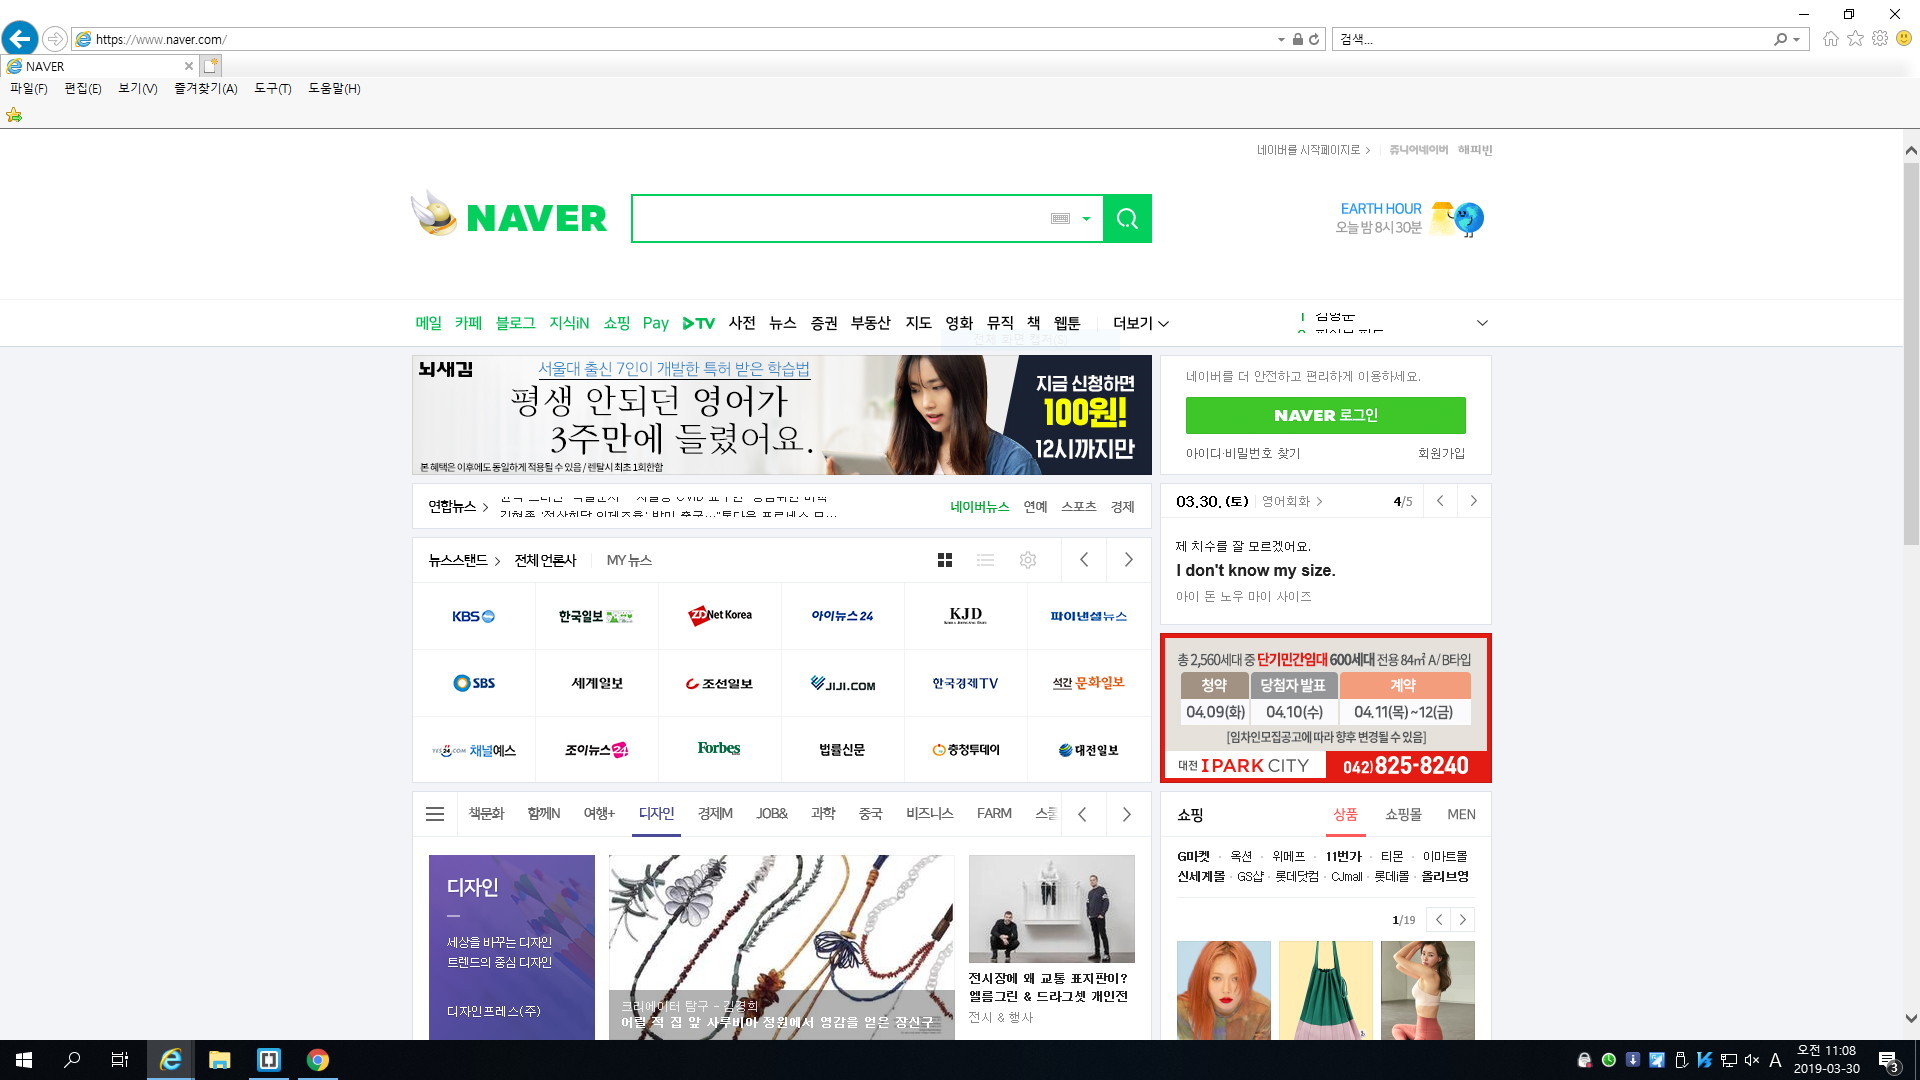 https://www.naver.com/
검색...
NAVER
파일(F) 편집(E) 보기(V) 즐겨찾기(A) 도구(T) 도움말(H)
네이버를 시작페이지로 쥬니어네이버 해피빈
NAVER
EARTH HOUR
오늘 밤 8시 30분
메일 카페 블로그 지식iN 쇼핑 Pay TV 사전 뉴스 증권 부동산 지도 영화 뮤직 책 웹툰 더보기
전체 화면 캡처(S)
뇌새김
서울대 출신 7인이 개발한 특허 받은 학습법
평생 안되던 영어가
3주만에 들렸어요.
본 혜택은 이후에도 동일하게 적용될 수 있음 / 렌탈시 최초 1회한함
지금 신청하면
100원!
12시까지만
네이버를 더 안전하고 편리하게 이용하세요.
NAVER 로그인
아이디·비밀번호 찾기 회원가입
연합뉴스
네이버뉴스 연예 스포츠 경제
03.30. (토) 영어회화 4/5
제 치수를 잘 모르겠어요.
I don't know my size.
아이 돈 노우 마이 사이즈
뉴스스탠드 전체 언론사 MY 뉴스
KBS 한국일보 ZDNet Korea 아이뉴스24 KJD 파이낸셜뉴스
SBS 세계일보 조선일보 JIJI.COM 한국경제TV 석간 문화일보
YES24.COM 채널예스 조이뉴스24 Forbes 법률신문 충청투데이 대전일보
총 2,560세대 중 단기민간임대 600세대 전용 84㎡ A/B타입
청약 당첨자 발표 계약
04.09(화) 04.10(수) 04.11(목)~12(금)
[임차인모집공고에 따라 향후 변경될 수 있음]
대전 IPARK CITY 042)825-8240
책문화 함께N 여행+ 디자인 경제M JOB& 과학 중국 비즈니스 FARM
디자인
세상을 바꾸는 디자인
트렌드의 중심 디자인
디자인프레스(주)
크리에이터 탐구 - 김경희
어릴 적 집 앞 사루비아 정원에서 영감을 얻은 장신구
전시장에 왜 교통 표지판이?
엘름그린 & 드라그셋 개인전
전시 & 행사
쇼핑 상품 쇼핑몰 MEN
G마켓 · 옥션 · 위메프 · 11번가 · 티몬 · 이마트몰
신세계몰 · GS샵 · 롯데닷컴 · CJmall · 롯데i몰 · 올리브영
1/19
A
오전 11:08
2019-03-30
3